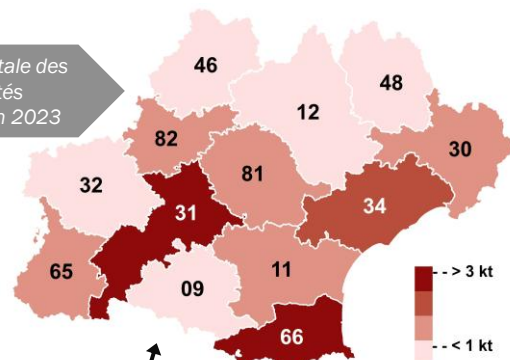 tale des
tés
n 2023
46
48
12
82
30
81
32
31
34
65
09
11
66
- - > 3 kt
- - < 1 kt